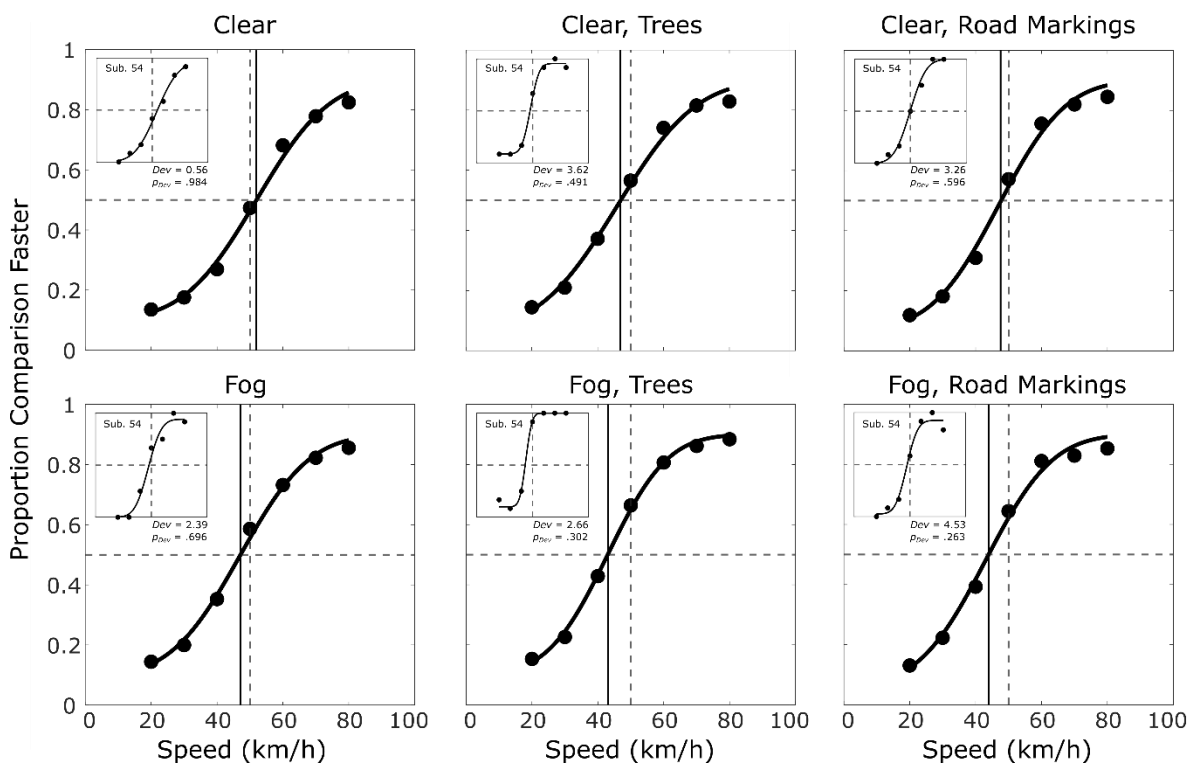 Clear
Clear, Trees
Clear, Road Markings
Proportion Comparison Faster
1
0.8
0.6
0.4
0.2
0
Sub. 54
Dev = 0.56
pDev = .984
Sub. 54
Dev = 3.62
pDev = .491
Sub. 54
Dev = 3.26
pDev = .596
Fog
Fog, Trees
Fog, Road Markings
1
0.8
0.6
0.4
0.2
0
Sub. 54
Dev = 2.39
pDev = .696
Sub. 54
Dev = 2.66
pDev = .302
Sub. 54
Dev = 4.53
pDev = .263
0 20 40 60 80 100
0 20 40 60 80 100
0 20 40 60 80 100
Speed (km/h)
Speed (km/h)
Speed (km/h)